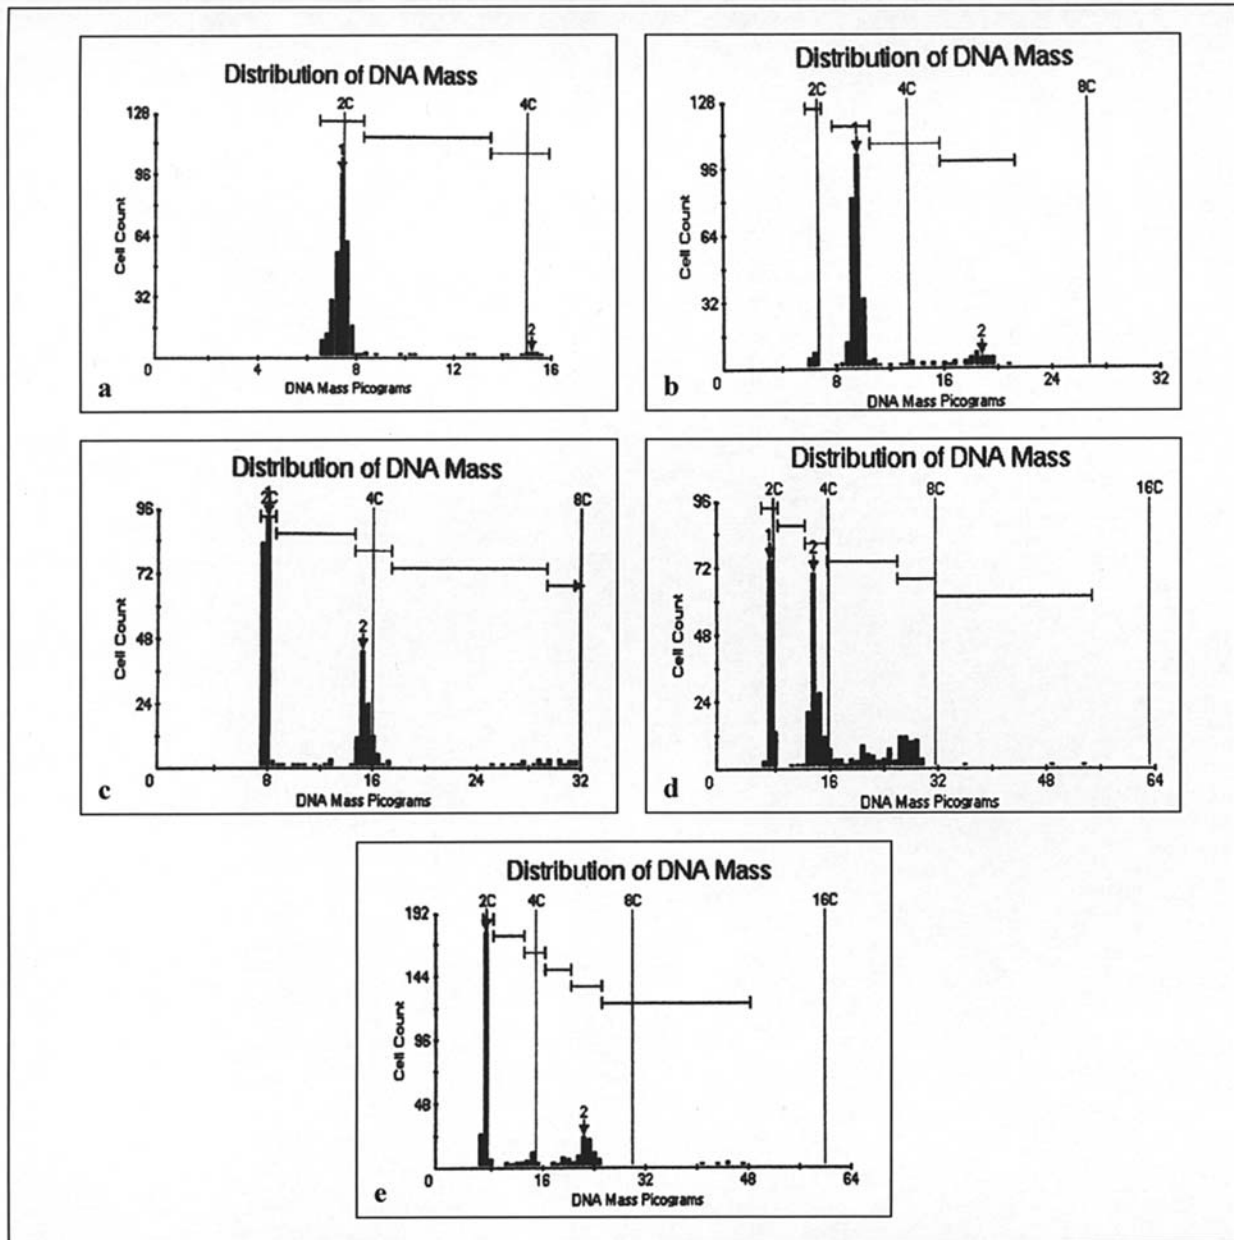 Distribution of DNA Mass
2C 4C
128
96
64
32
Cell Count
1
2
0 4 8 12 16
DNA Mass Picograms
a
Distribution of DNA Mass
2C 4C 8C
128
96
64
32
Cell Count
1
2
0 8 16 24 32
DNA Mass Picograms
b
Distribution of DNA Mass
2C 4C 8C
96
72
48
24
Cell Count
2
0 8 16 24 32
DNA Mass Picograms
c
Distribution of DNA Mass
2C 4C 8C 16C
96
72
48
24
Cell Count
1 2
0 16 32 48 64
DNA Mass Picograms
d
Distribution of DNA Mass
2C 4C 8C 16C
192
144
96
48
Cell Count
2
0 32 48 64
DNA Mass Picograms
e